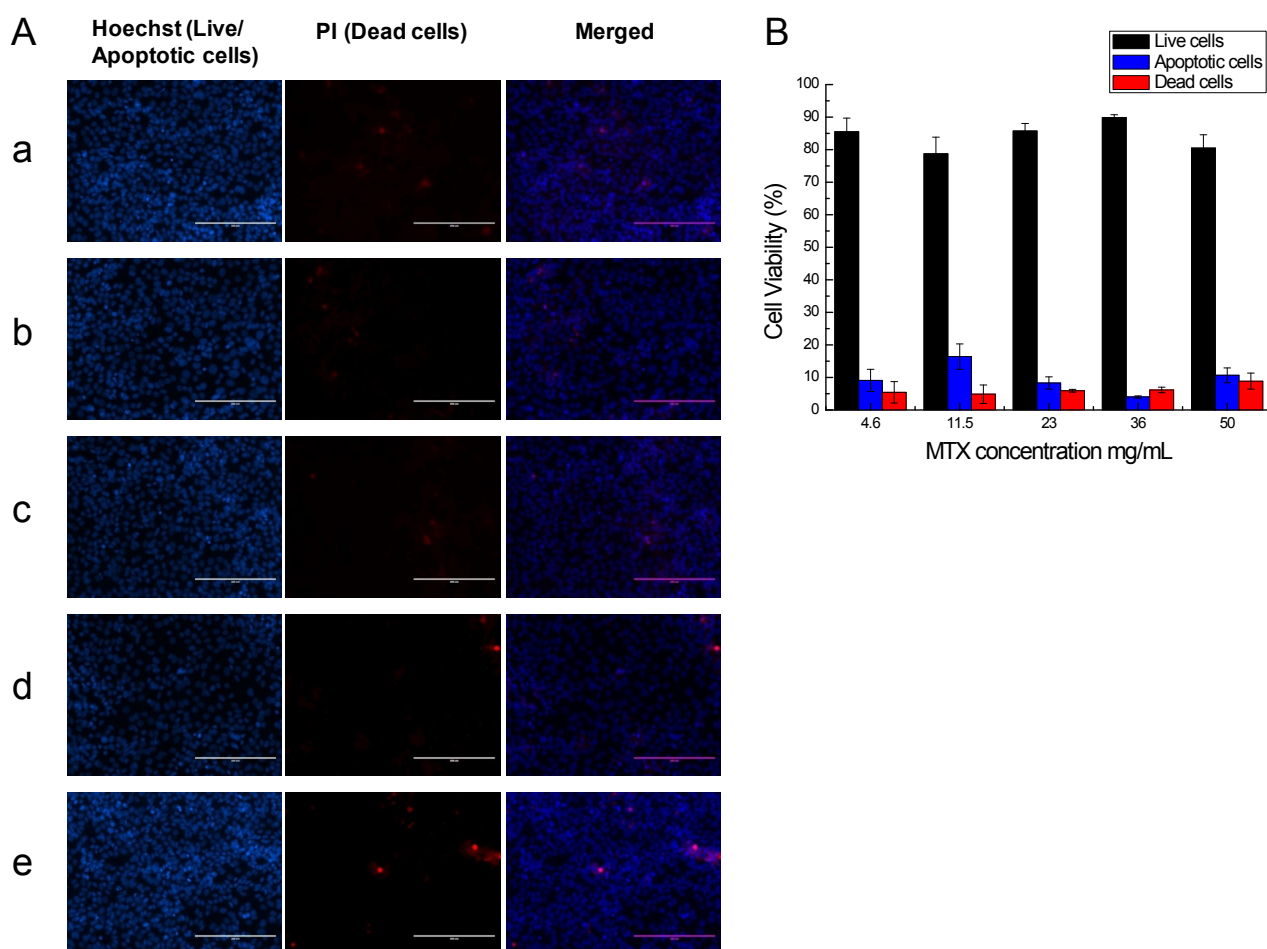 A
Hoechst (Live/
Apoptotic cells)
PI (Dead cells)
Merged
a
b
c
d
e
B
Live cells
Apoptotic cells
Dead cells
100
90
80
70
60
50
40
30
20
10
0
Cell Viability (%)
4.6 11.5 23 36 50
MTX concentration mg/mL